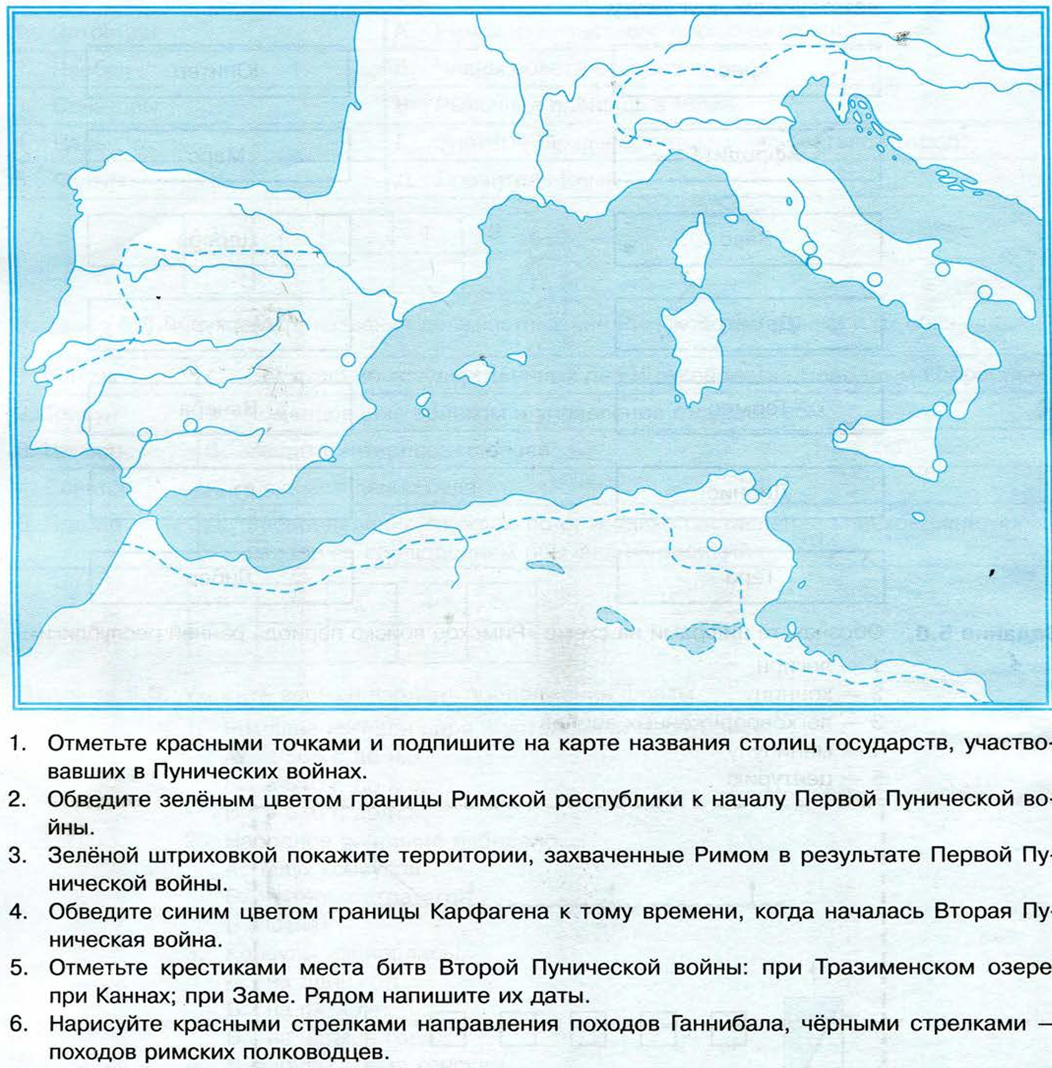 1. Отметьте красными точками и подпишите на карте названия столиц государств, участво-
вавших в Пунических войнах.
2. Обведите зелёным цветом границы Римской республики к началу Первой Пунической во-
йны.
3. Зелёной штриховкой покажите территории, захваченные Римом в результате Первой Пу-
нической войны.
4. Обведите синим цветом границы Карфагена к тому времени, когда началась Вторая Пу-
ническая война.
5. Отметьте крестиками места битв Второй Пунической войны: при Тразименском озере
при Каннах; при Заме. Рядом напишите их даты.
6. Нарисуйте красными стрелками направления походов Ганнибала, чёрными стрелками —
походов римских полководцев.